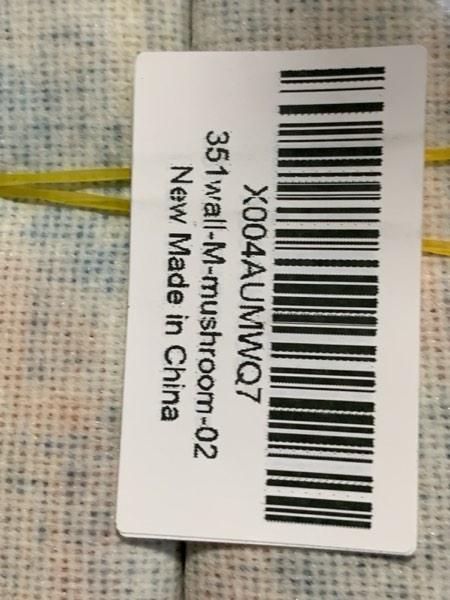 X004AUMWQ7
351wall-M-mushroom-02
New Made in China